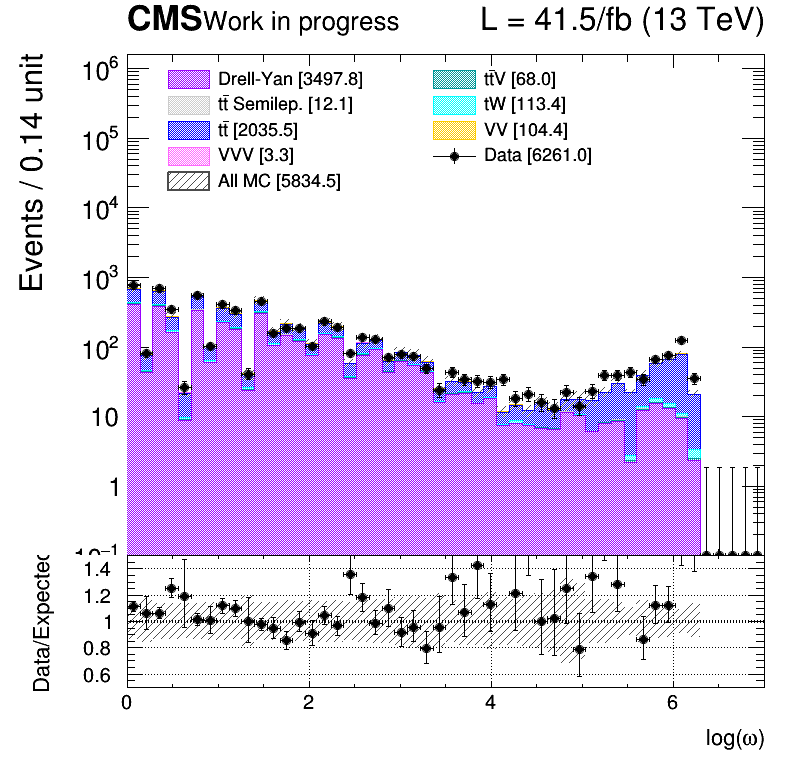 CMS Work in progress L = 41.5/fb (13 TeV)
Events / 0.14 unit
10⁶
10⁵
10⁴
10³
10²
10
1
10⁻¹
Drell-Yan [3497.8]
tt̄ Semilep. [12.1]
tt̄ [2035.5]
VVV [3.3]
All MC [5834.5]
tt̄V [68.0]
tW [113.4]
VV [104.4]
Data [6261.0]
Data/Expected
1.4
1.2
1
0.8
0.6
0 2 4 6
log(ω)